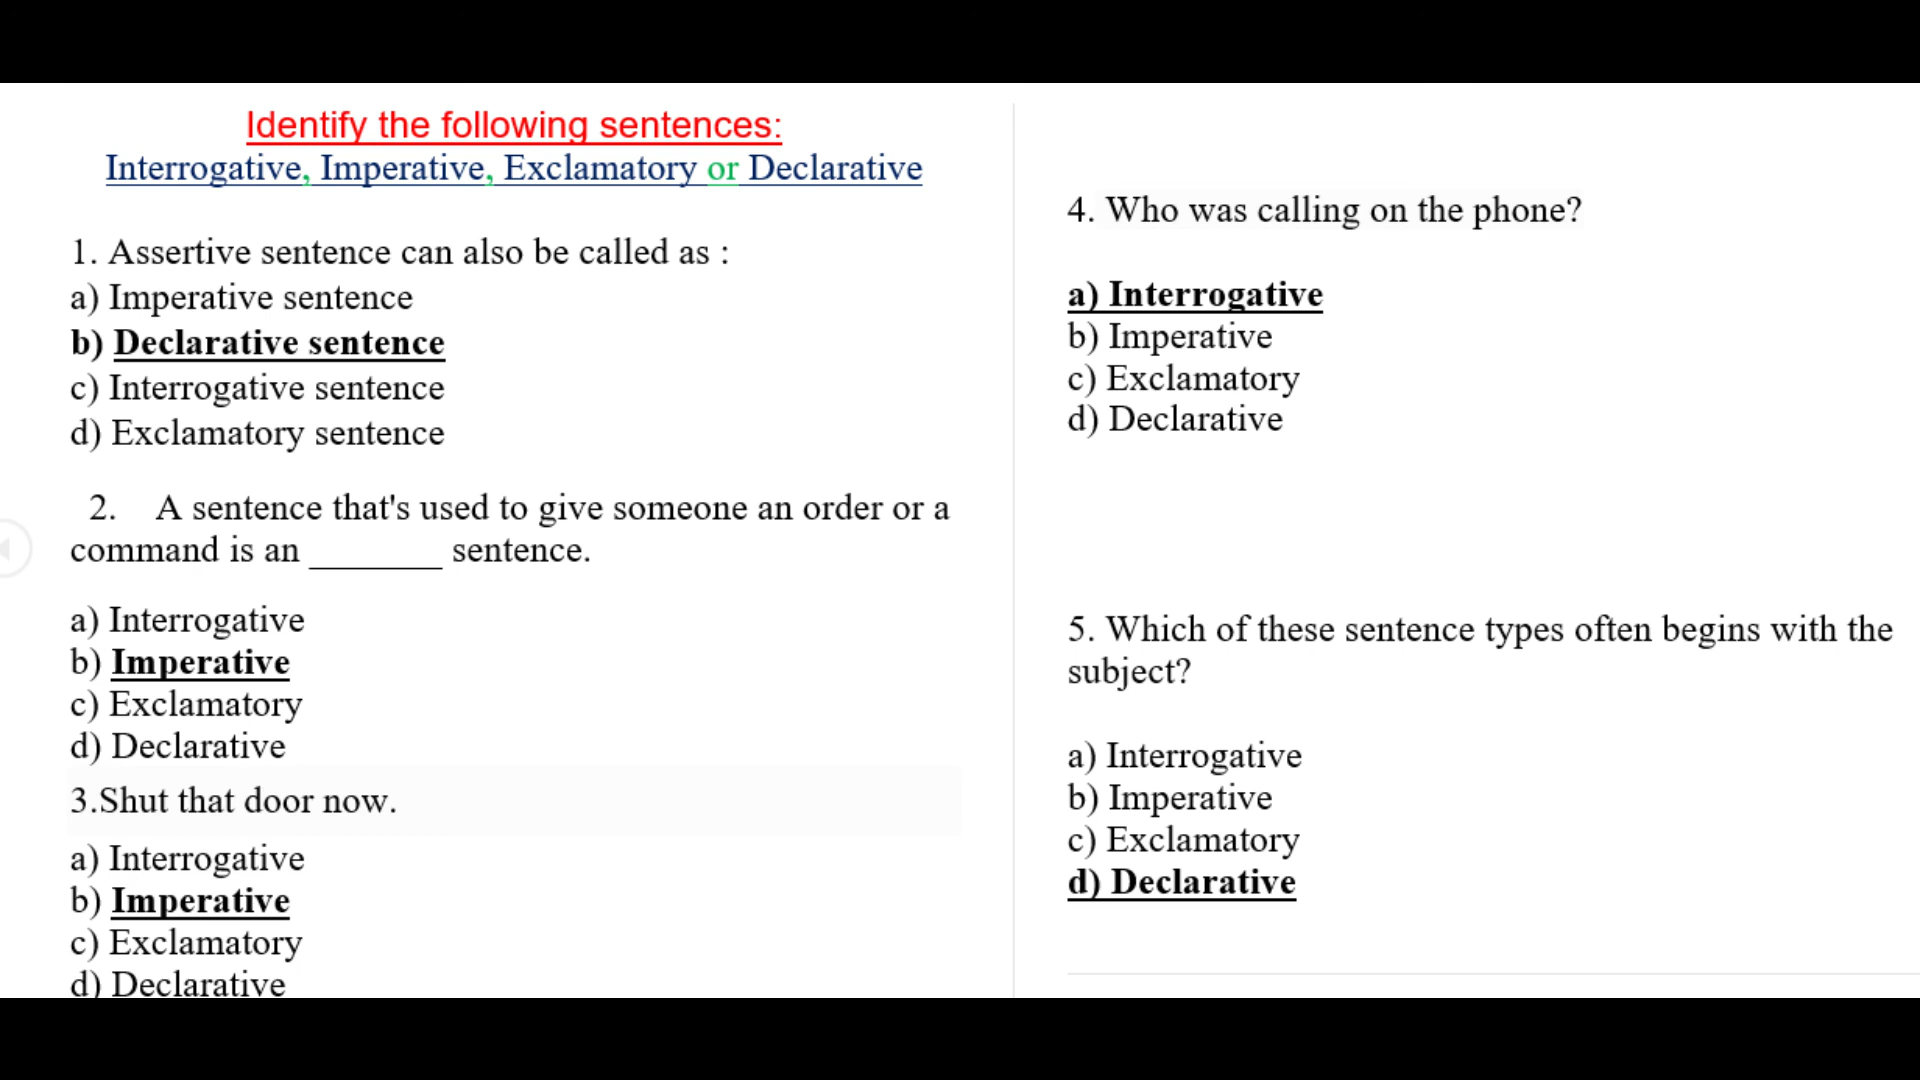 Identify the following sentences:
Interrogative, Imperative, Exclamatory or Declarative
1. Assertive sentence can also be called as :
a) Imperative sentence
b) Declarative sentence
c) Interrogative sentence
d) Exclamatory sentence
2. A sentence that's used to give someone an order or a
command is an _______ sentence.
a) Interrogative
b) Imperative
c) Exclamatory
d) Declarative
3.Shut that door now.
a) Interrogative
b) Imperative
c) Exclamatory
d) Declarative
4. Who was calling on the phone?
a) Interrogative
b) Imperative
c) Exclamatory
d) Declarative
5. Which of these sentence types often begins with the
subject?
a) Interrogative
b) Imperative
c) Exclamatory
d) Declarative